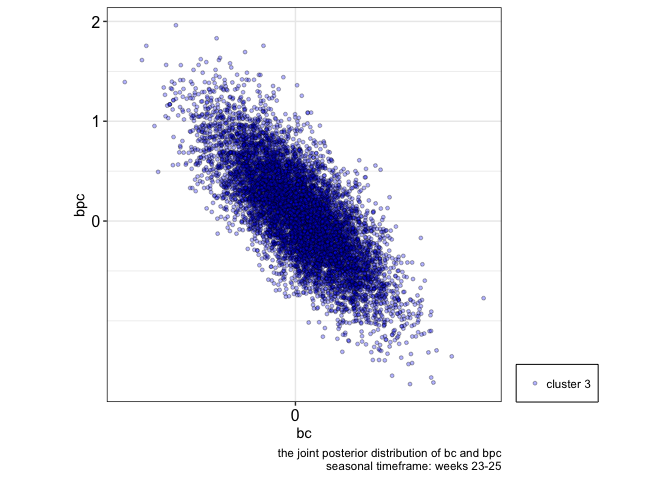 2
1
0
bpc
0
bc
cluster 3
the joint posterior distribution of bc and bpc
seasonal timeframe: weeks 23-25